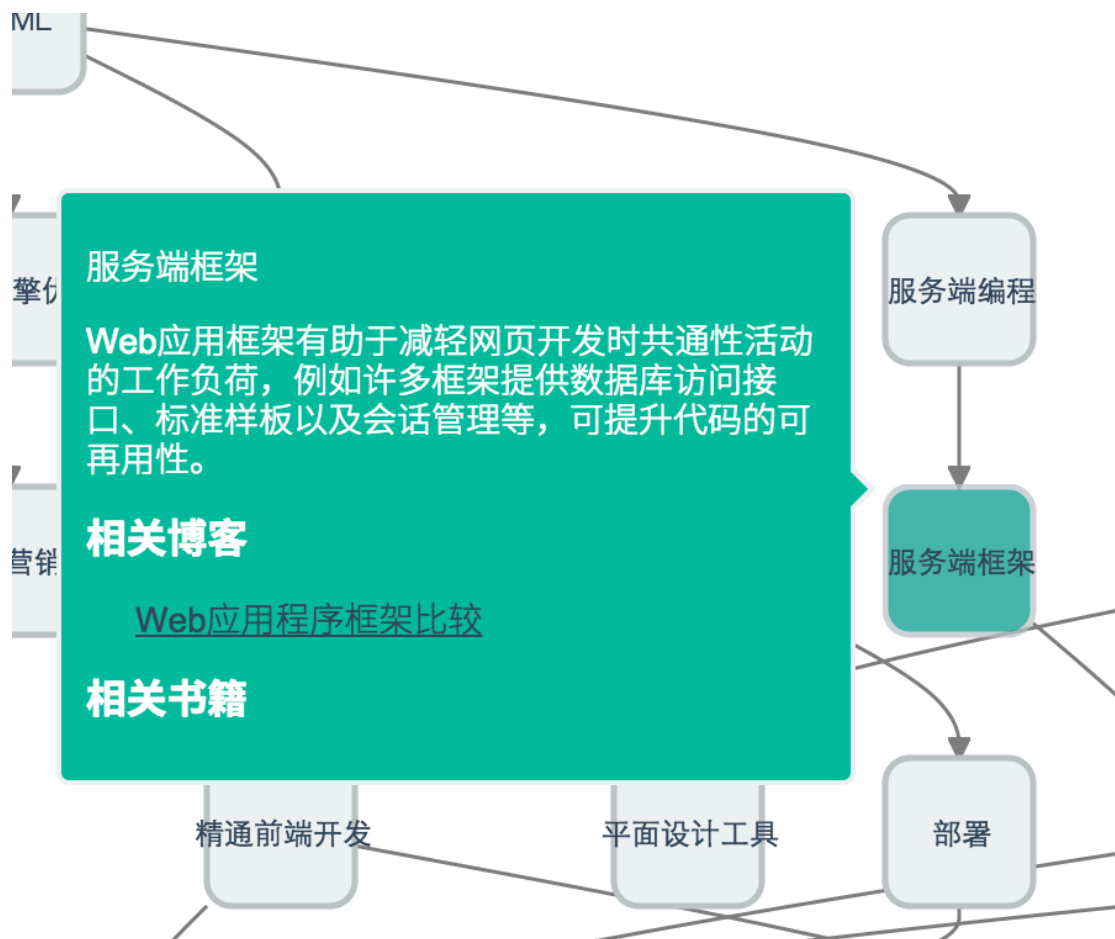 ML
服务端框架
Web应用框架有助于减轻网页开发时共通性活动
的工作负荷，例如许多框架提供数据库访问接
口、标准样板以及会话管理等，可提升代码的可
再用性。
相关博客
Web应用程序框架比较
相关书籍
擎优
服务端编程
营销
服务端框架
精通前端开发
平面设计工具
部署